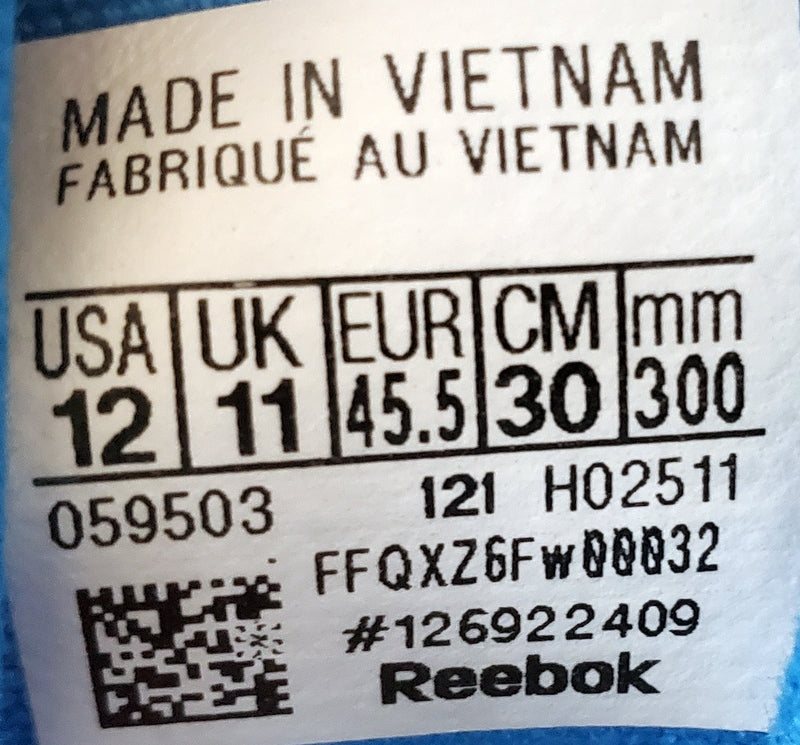 MADE IN VIETNAM
FABRIQUÉ AU VIETNAM
USA UK EUR CM mm
12 11 45.5 30 300
059503 121 H02511
FFQXZ6Fw00032
#126922409
Reebok